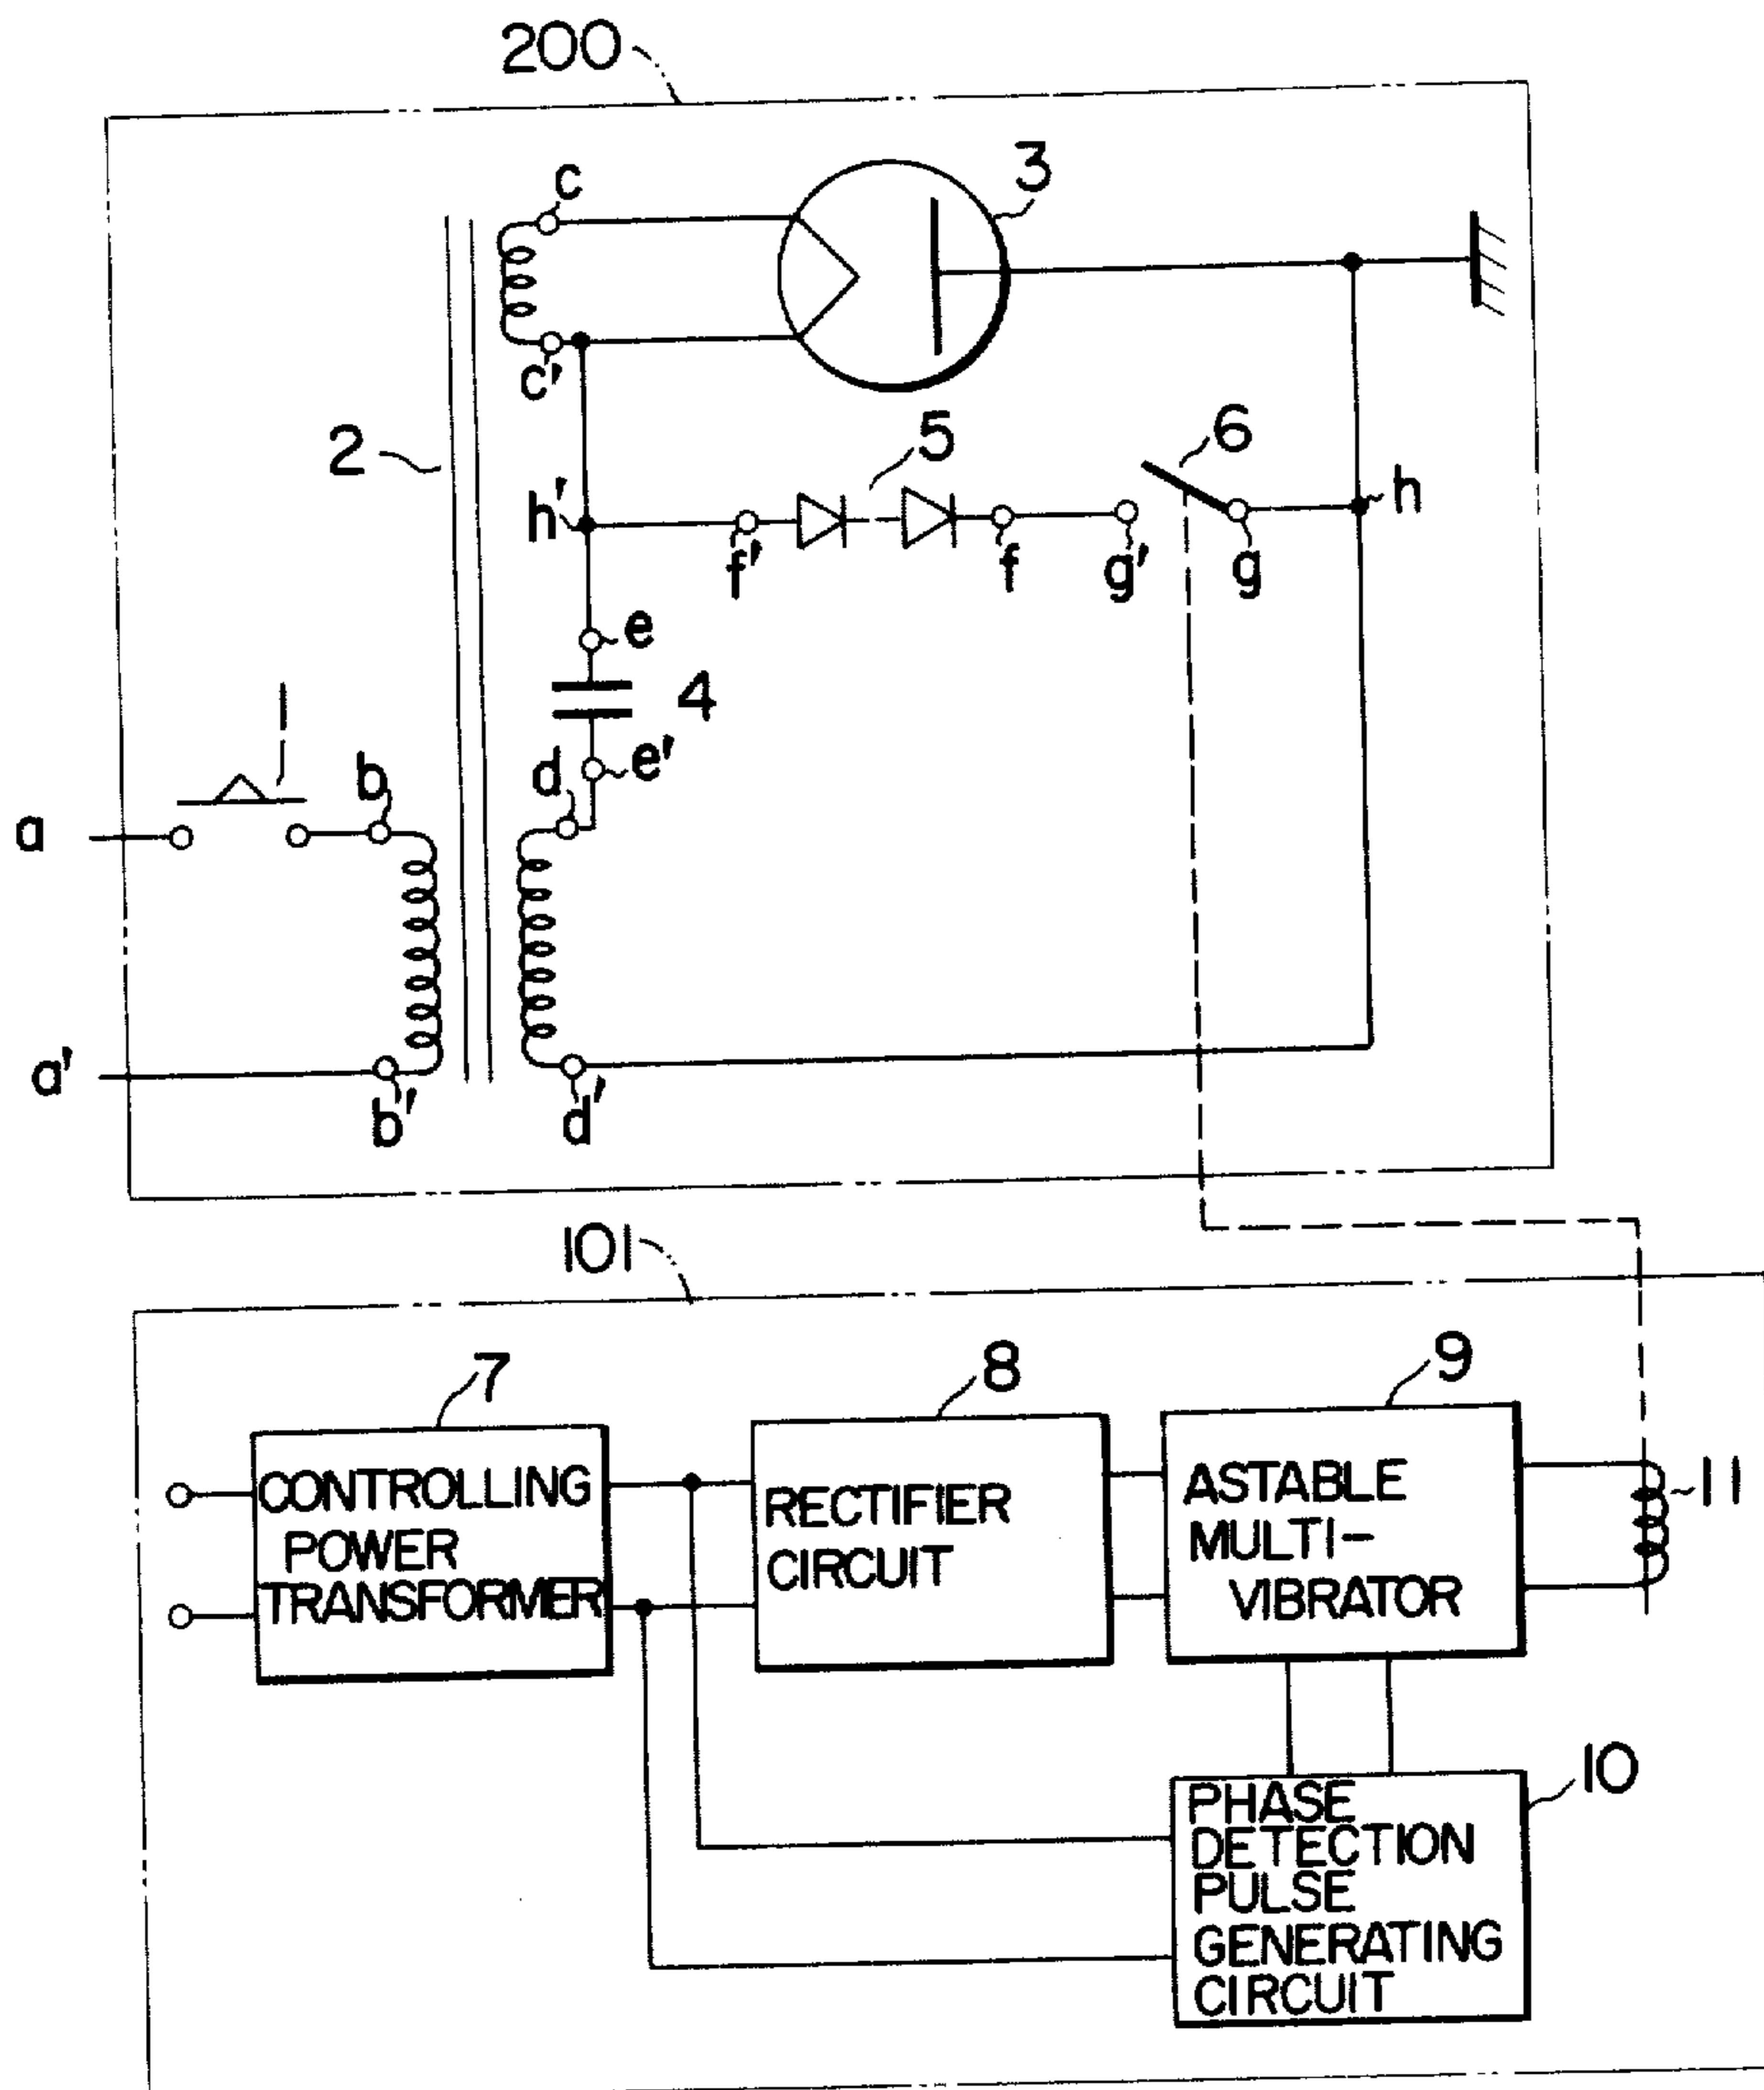 200
c
3
c'
2
5
6
h'
h
f'
f
g'
g
e
4
1
d
e'
b
a
a'
b'
d'
101
7
8
9
CONTROLLING
POWER
TRANSFORMER
RECTIFIER
CIRCUIT
ASTABLE
MULTI-
VIBRATOR
11
10
PHASE
DETECTION
PULSE
GENERATING
CIRCUIT